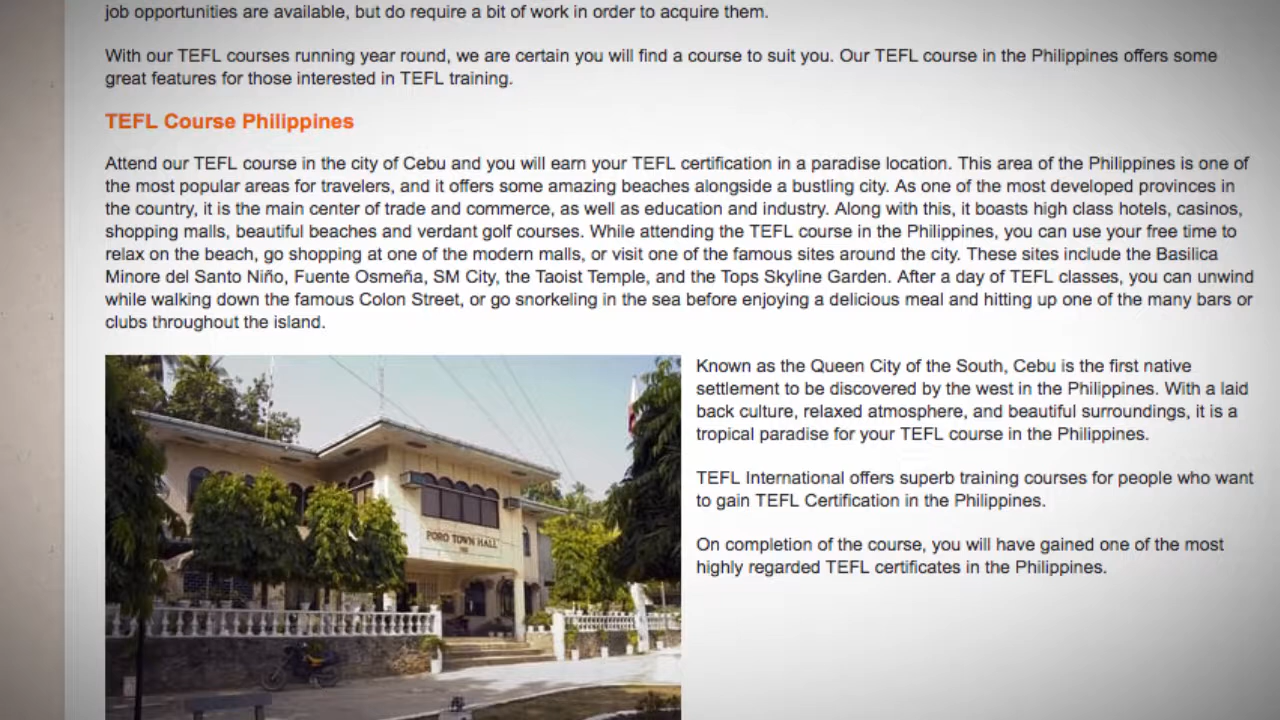 job opportunities are available, but do require a bit of work in order to acquire them.
With our TEFL courses running year round, we are certain you will find a course to suit you. Our TEFL course in the Philippines offers some
great features for those interested in TEFL training.
TEFL Course Philippines
Attend our TEFL course in the city of Cebu and you will earn your TEFL certification in a paradise location. This area of the Philippines is one of
the most popular areas for travelers, and it offers some amazing beaches alongside a bustling city. As one of the most developed provinces in
the country, it is the main center of trade and commerce, as well as education and industry. Along with this, it boasts high class hotels, casinos,
shopping malls, beautiful beaches and verdant golf courses. While attending the TEFL course in the Philippines, you can use your free time to
relax on the beach, go shopping at one of the modern malls, or visit one of the famous sites around the city. These sites include the Basilica
Minore del Santo Niño, Fuente Osmeña, SM City, the Taoist Temple, and the Tops Skyline Garden. After a day of TEFL classes, you can unwind
while walking down the famous Colon Street, or go snorkeling in the sea before enjoying a delicious meal and hitting up one of the many bars or
clubs throughout the island.
Known as the Queen City of the South, Cebu is the first native
settlement to be discovered by the west in the Philippines. With a laid
back culture, relaxed atmosphere, and beautiful surroundings, it is a
tropical paradise for your TEFL course in the Philippines.
TEFL International offers superb training courses for people who want
to gain TEFL Certification in the Philippines.
On completion of the course, you will have gained one of the most
highly regarded TEFL certificates in the Philippines.
PORO TOWN HALL